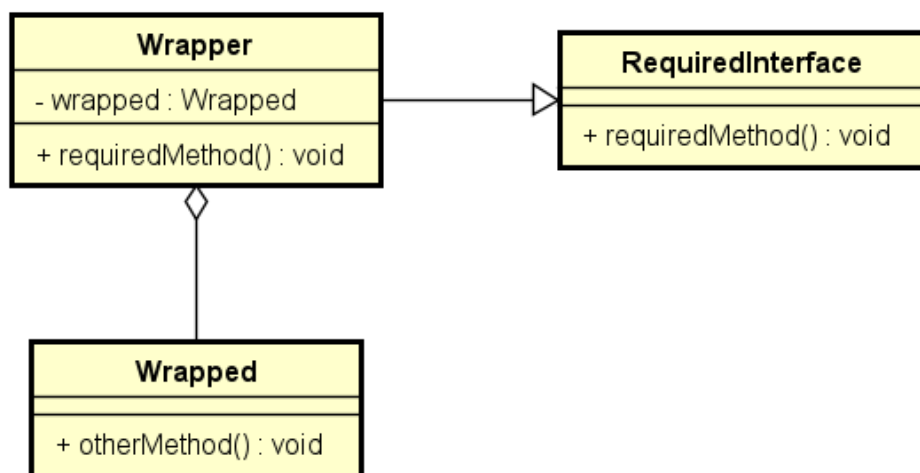 Wrapper
- wrapped : Wrapped
+ requiredMethod() : void
RequiredInterface
+ requiredMethod() : void
Wrapped
+ otherMethod() : void